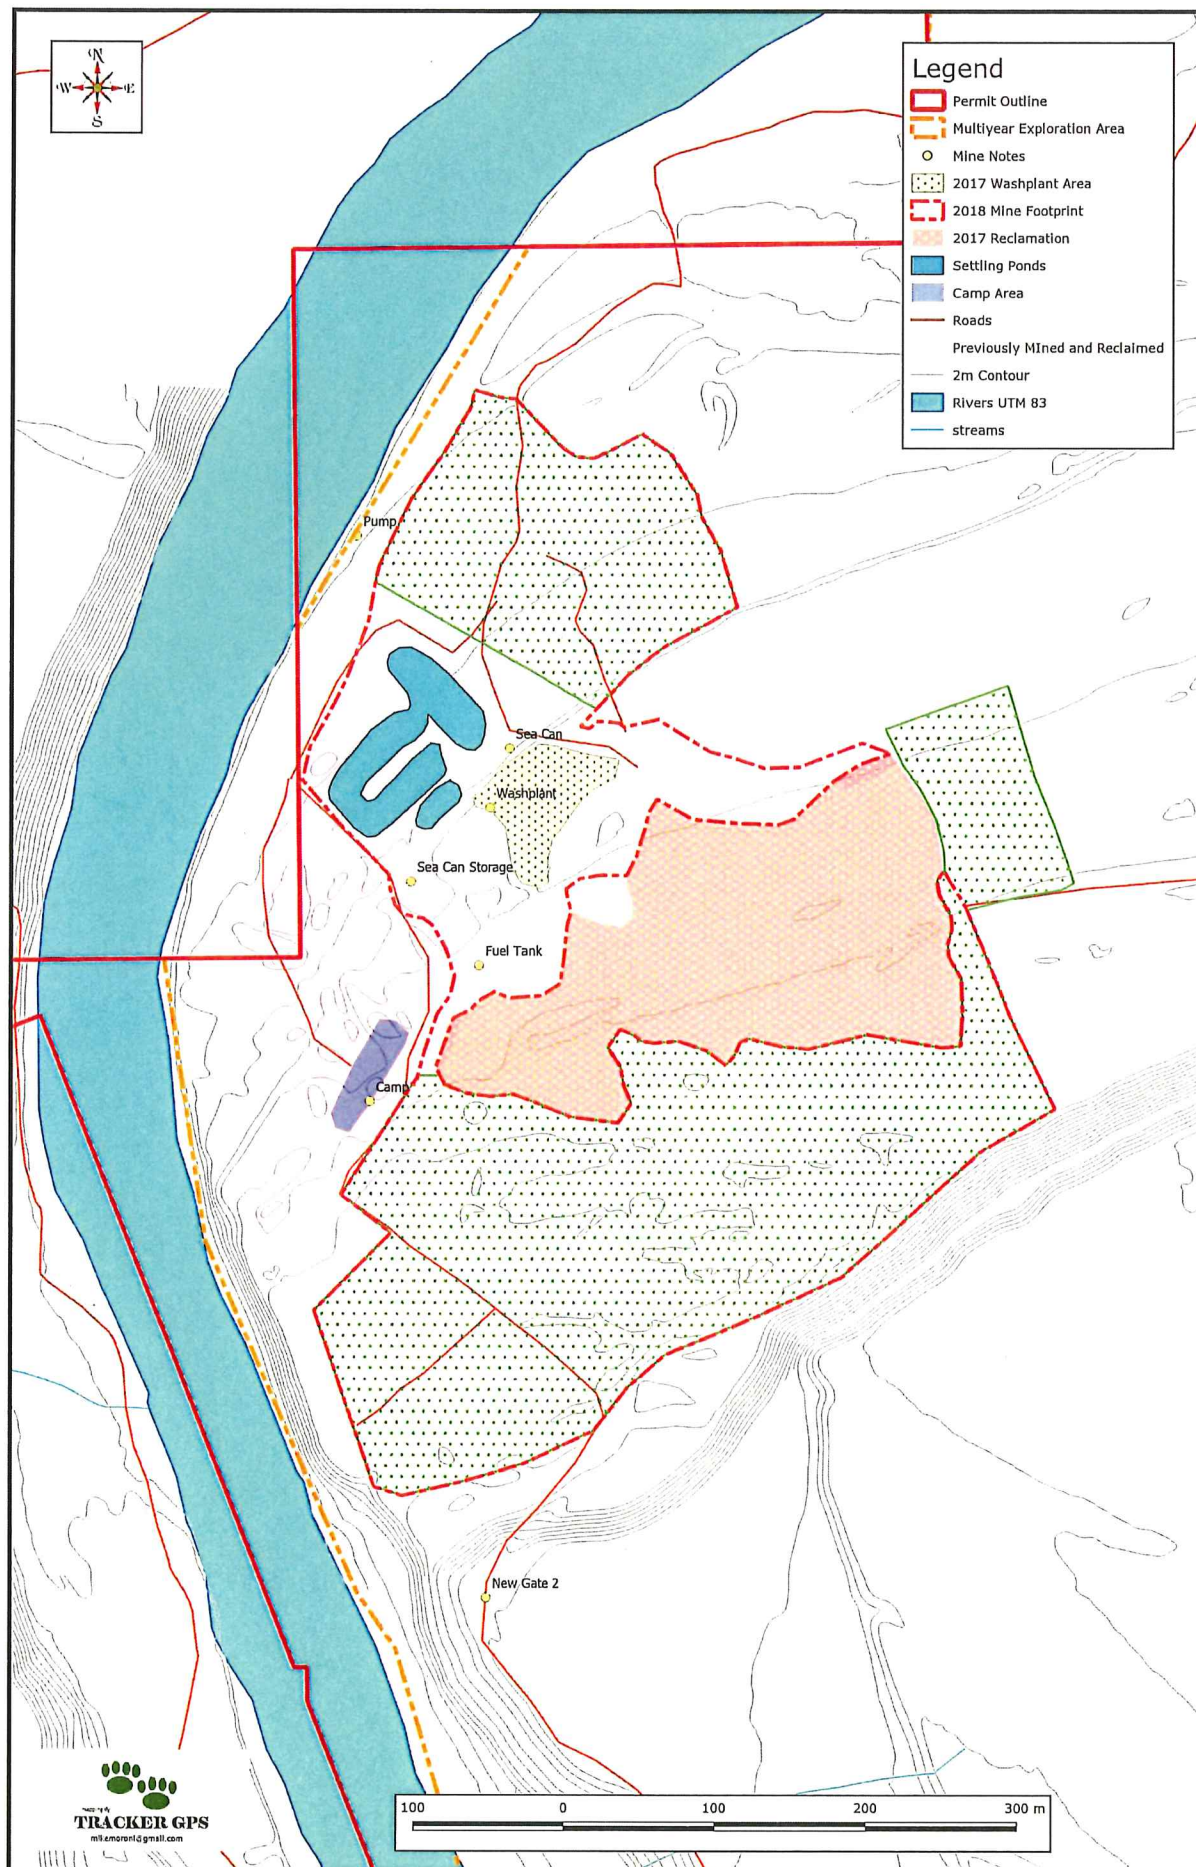 N
W E
S
Legend
Permit Outline
Multiyear Exploration Area
Mine Notes
2017 Washplant Area
2018 Mine Footprint
2017 Reclamation
Settling Ponds
Camp Area
Roads
Previously MIned and Reclaimed
2m Contour
Rivers UTM 83
streams
Pump
Sea Can
Washplant
Sea Can Storage
Fuel Tank
Camp
New Gate 2
TRACKER GPS
100 0 100 200 300 m